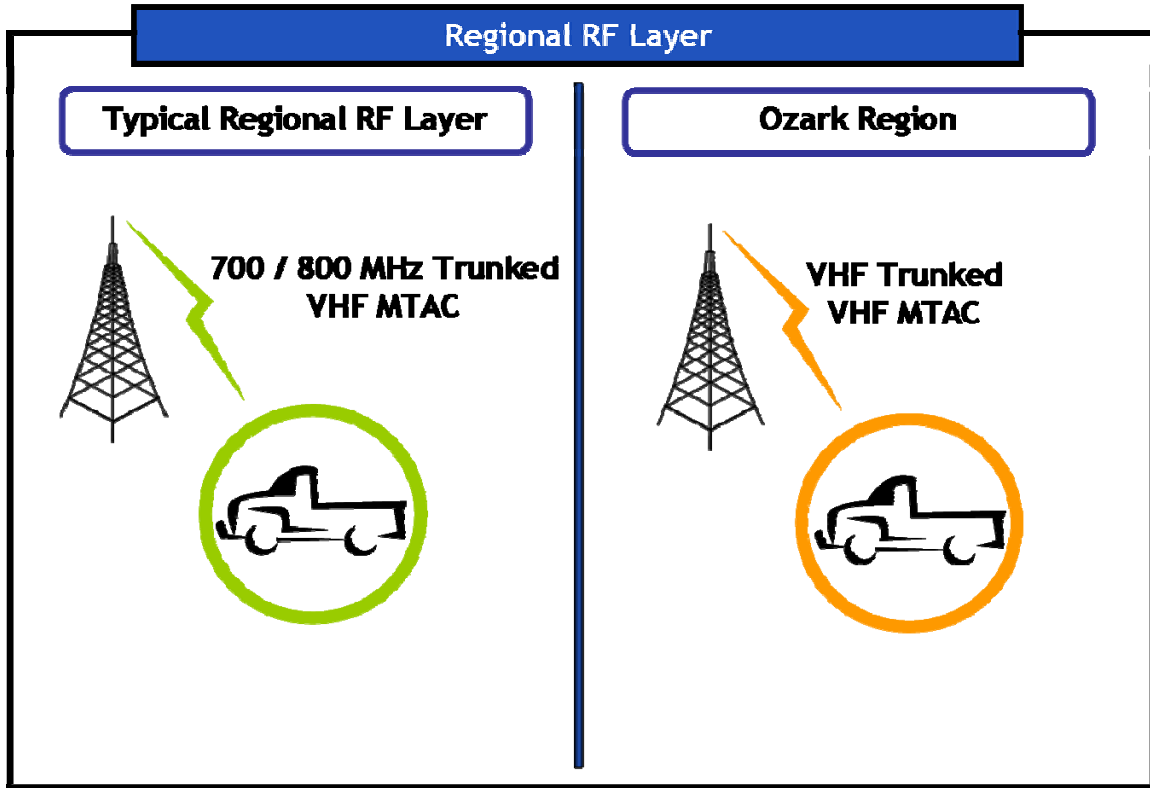 Regional RF Layer
Typical Regional RF Layer
700 / 800 MHz Trunked
VHF MTAC
Ozark Region
VHF Trunked
VHF MTAC